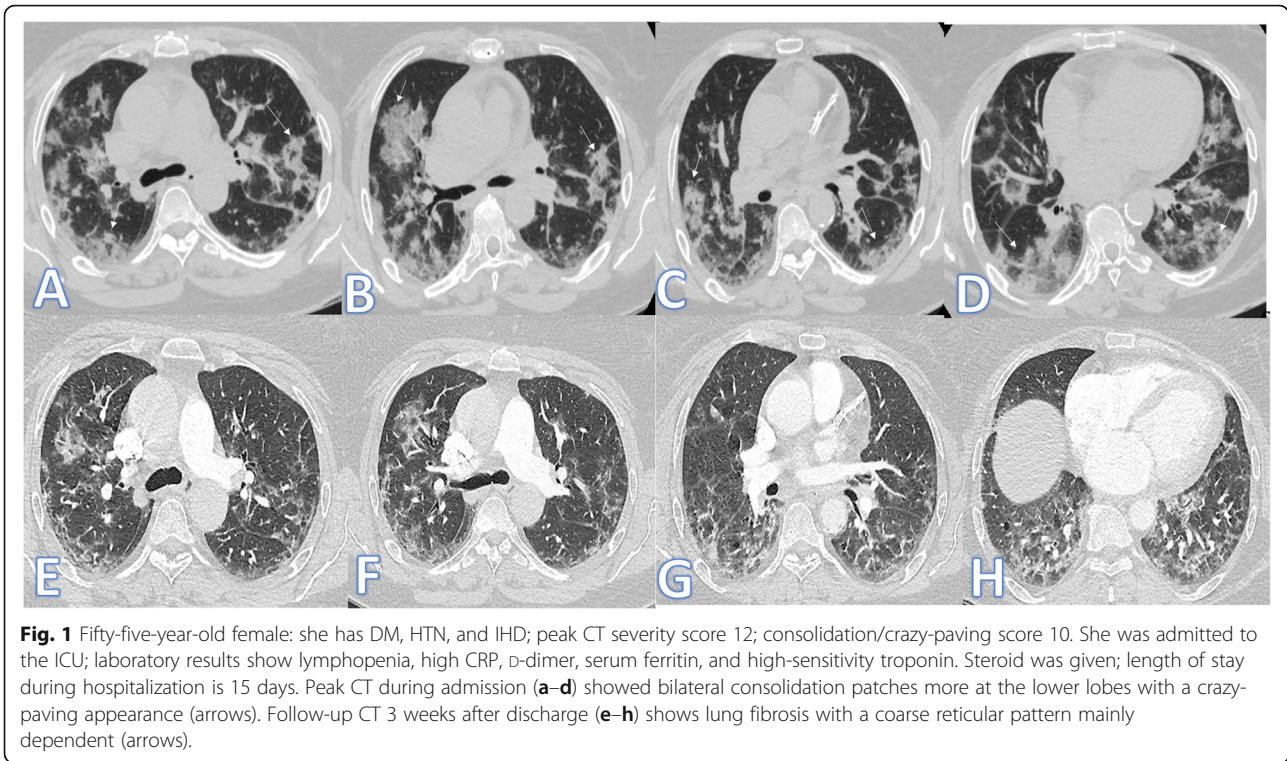 A B C D
E F G H
Fig. 1 Fifty-five-year-old female: she has DM, HTN, and IHD; peak CT severity score 12; consolidation/crazy-paving score 10. She was admitted to
the ICU; laboratory results show lymphopenia, high CRP, D-dimer, serum ferritin, and high-sensitivity troponin. Steroid was given; length of stay
during hospitalization is 15 days. Peak CT during admission (a–d) showed bilateral consolidation patches more at the lower lobes with a crazy-
paving appearance (arrows). Follow-up CT 3 weeks after discharge (e–h) shows lung fibrosis with a coarse reticular pattern mainly
dependent (arrows).